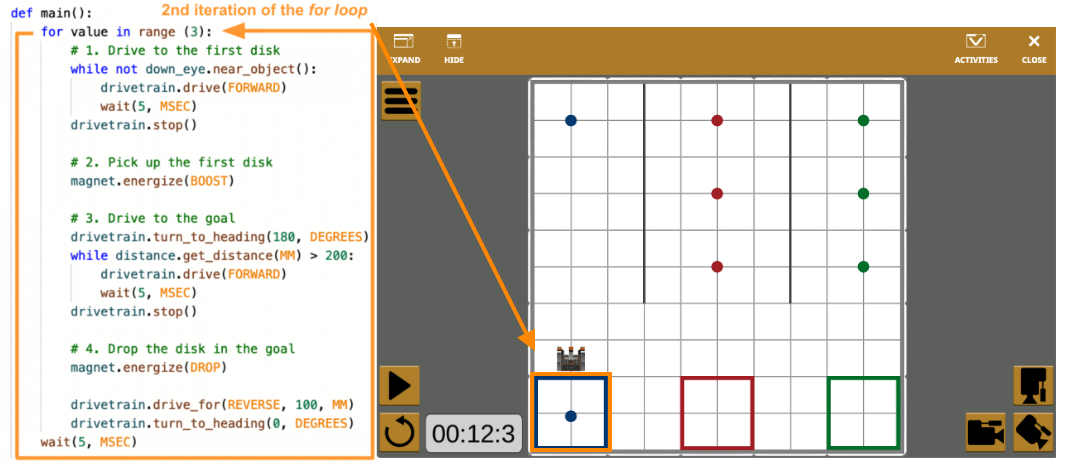 2nd iteration of the for loop
def main():
for value in range (3):
# 1. Drive to the first disk
while not down_eye.near_object():
drivetrain.drive(FORWARD)
wait(5, MSEC)
drivetrain.stop()
# 2. Pick up the first disk
magnet.energize(BOOST)
# 3. Drive to the goal
drivetrain.turn_to_heading(180, DEGREES)
while distance.get_distance(MM) > 200:
drivetrain.drive(FORWARD)
wait(5, MSEC)
drivetrain.stop()
# 4. Drop the disk in the goal
magnet.energize(DROP)
drivetrain.drive_for(REVERSE, 100, MM)
drivetrain.turn_to_heading(0, DEGREES)
wait(5, MSEC)
PAND
HIDE
ACTIVITIES
CLOSE
00:12:3